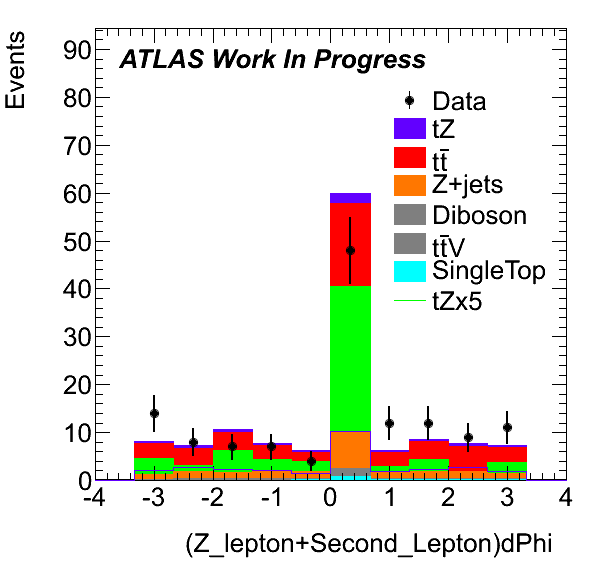 Events
ATLAS Work In Progress
90
80
70
60
50
40
30
20
10
0
Data
tZ
tt̄
Z+jets
Diboson
tt̄V
SingleTop
tZx5
-4 -3 -2 -1 0 1 2 3 4
(Z_lepton+Second_Lepton)dPhi